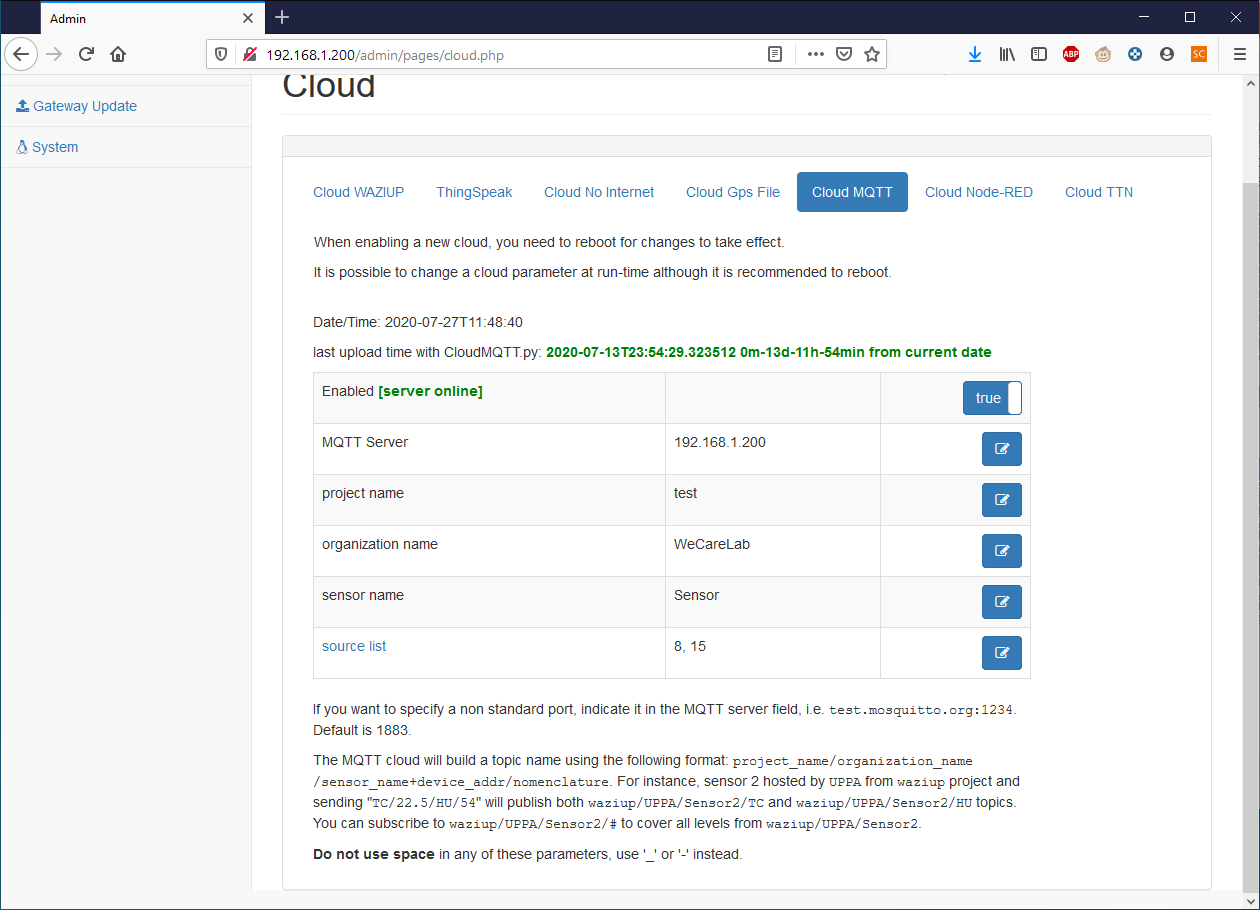 Admin
192.168.1.200/admin/pages/cloud.php
ABP
SC
Cloud
Gateway Update
System
Cloud WAZIUP ThingSpeak Cloud No Internet Cloud Gps File Cloud MQTT Cloud Node-RED Cloud TTN
When enabling a new cloud, you need to reboot for changes to take effect.
It is possible to change a cloud parameter at run-time although it is recommended to reboot.
Date/Time: 2020-07-27T11:48:40
last upload time with CloudMQTT.py: 2020-07-13T23:54:29.323512 0m-13d-11h-54min from current date
Enabled [server online] true
MQTT Server 192.168.1.200
project name test
organization name WeCareLab
sensor name Sensor
source list 8, 15
If you want to specify a non standard port, indicate it in the MQTT server field, i.e. test.mosquitto.org:1234.
Default is 1883.
The MQTT cloud will build a topic name using the following format: project_name/organization_name
/sensor_name+device_addr/nomenclature. For instance, sensor 2 hosted by UPPA from waziup project and
sending "TC/22.5/HU/54" will publish both waziup/UPPA/Sensor2/TC and waziup/UPPA/Sensor2/HU topics.
You can subscribe to waziup/UPPA/Sensor2/# to cover all levels from waziup/UPPA/Sensor2.
Do not use space in any of these parameters, use '_' or '-' instead.